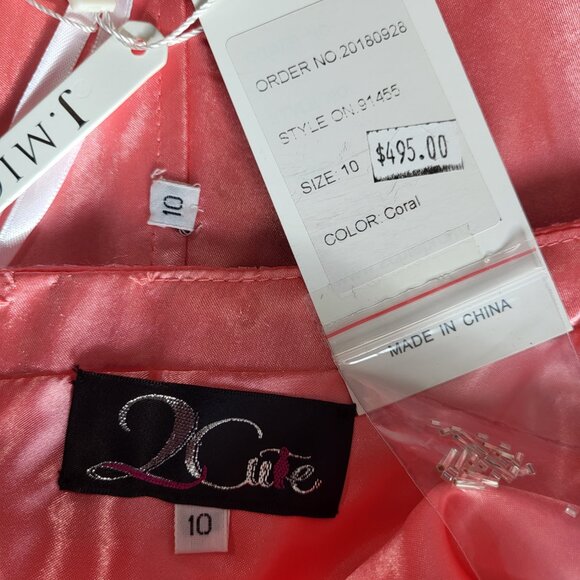 ORDER NO.20180928
STYLE ON.91455
SIZE: 10
$495.00
COLOR: Coral
MADE IN CHINA
10
2Cute
10